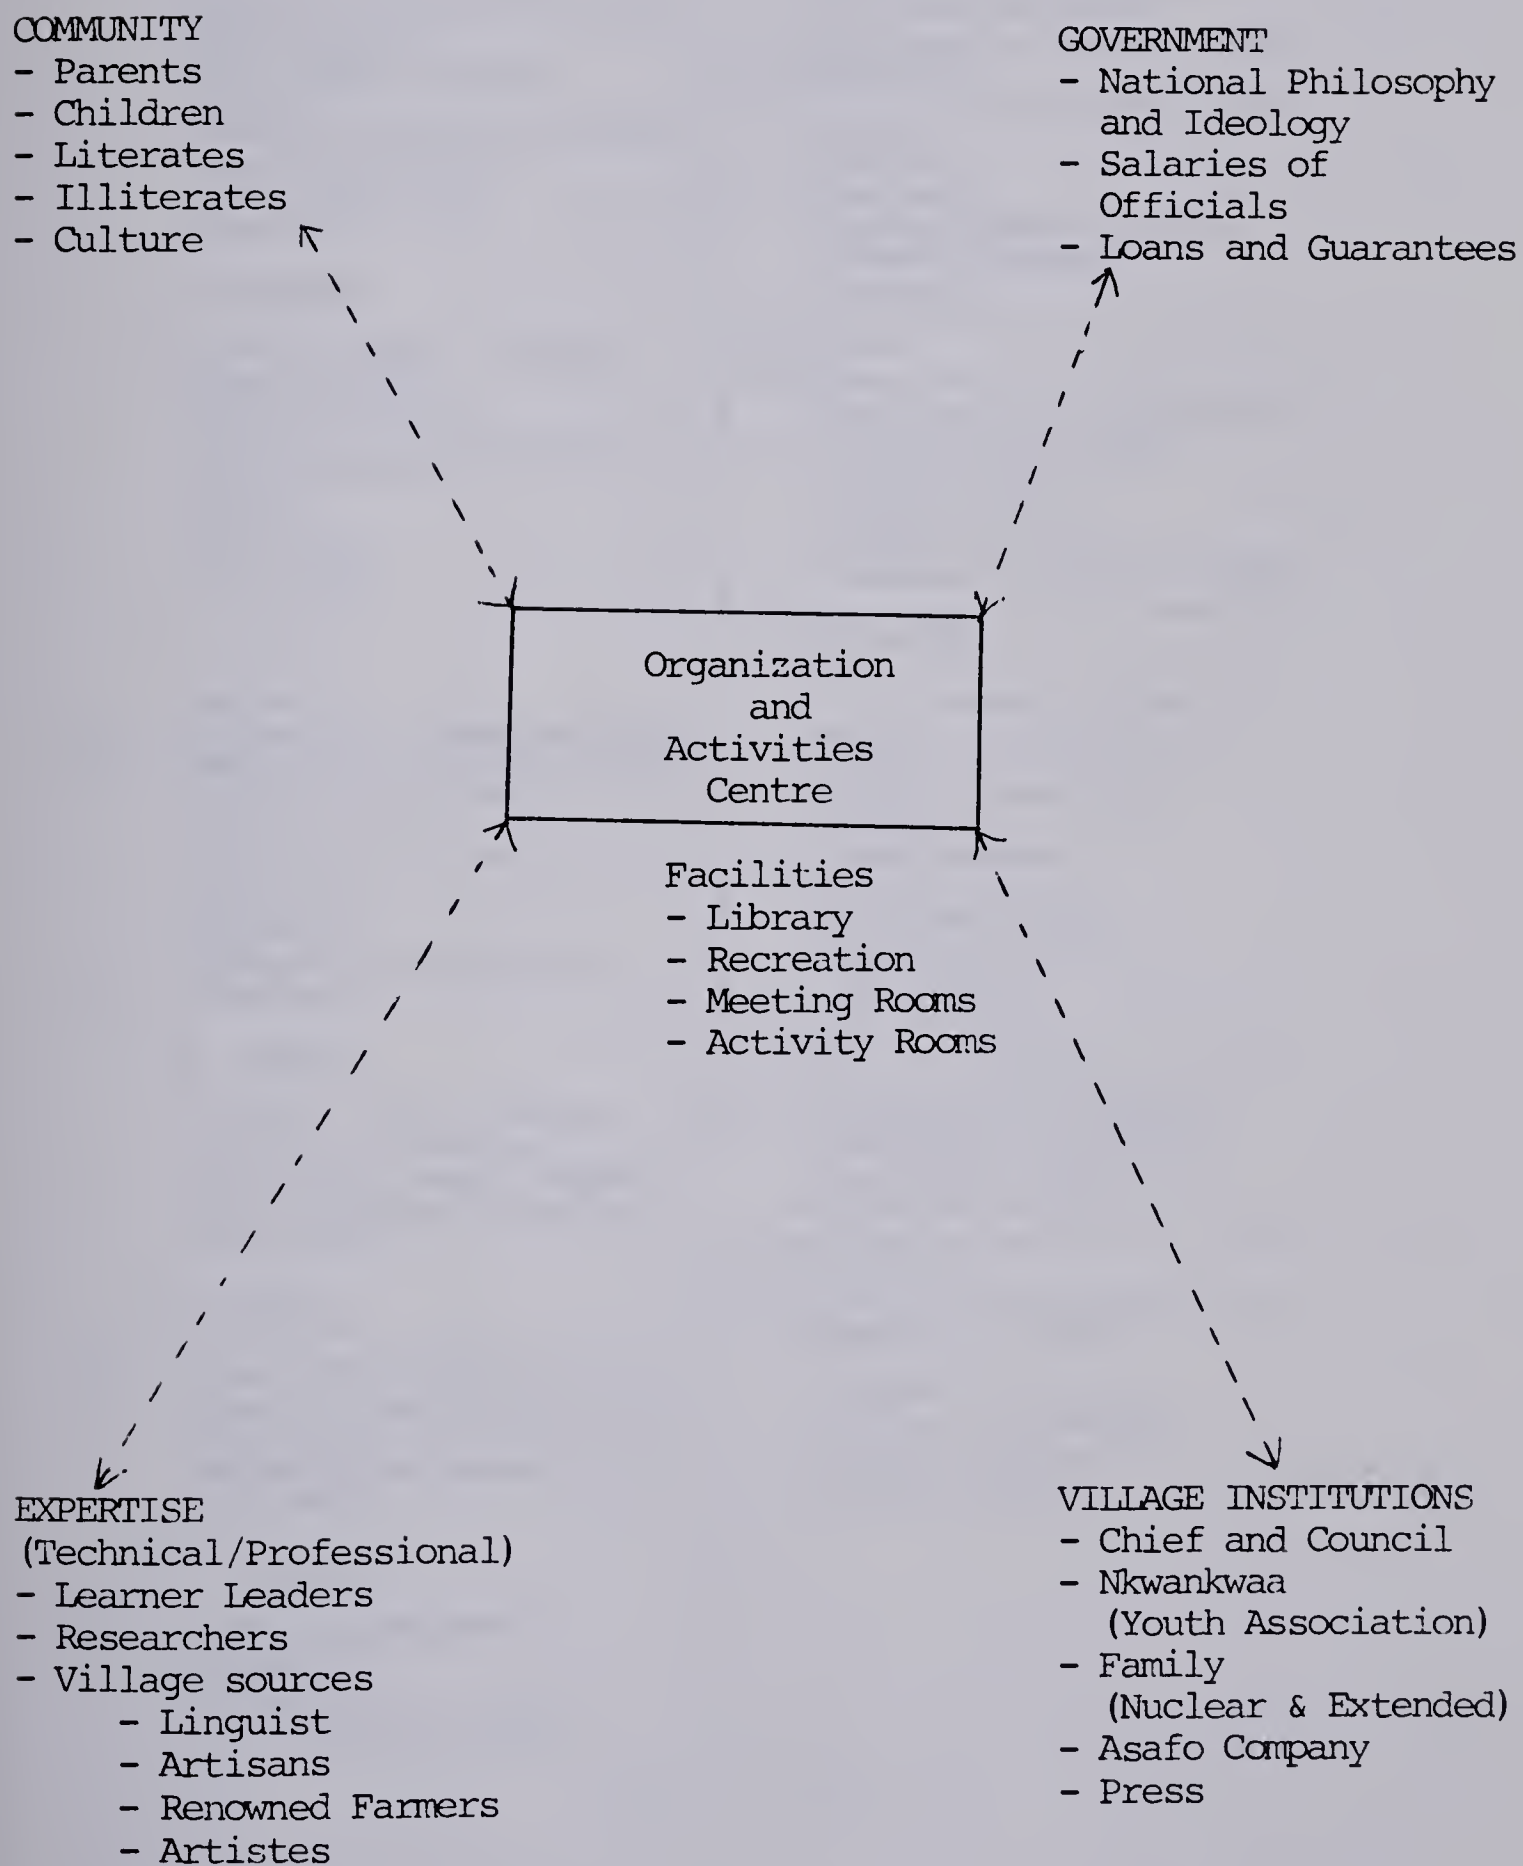 COMMUNITY
- Parents
- Children
- Literates
- Illiterates
- Culture
GOVERNMENT
- National Philosophy
and Ideology
- Salaries of
Officials
- Loans and Guarantees
Organization
and
Activities
Centre
Facilities
- Library
- Recreation
- Meeting Rooms
- Activity Rooms
EXPERTISE
(Technical/Professional)
- Learner Leaders
- Researchers
- Village sources
- Linguist
- Artisans
- Renowned Farmers
- Artistes
VILLAGE INSTITUTIONS
- Chief and Council
- Nkwankwaa
(Youth Association)
- Family
(Nuclear & Extended)
- Asafo Company
- Press